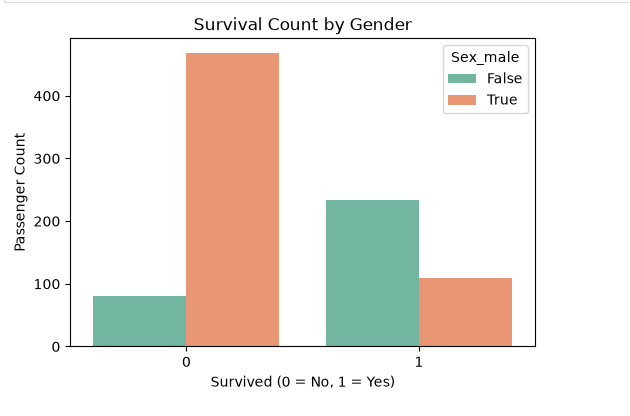 Survival Count by Gender
Sex_male
False
True
400
300
200
100
0
Passenger Count
0
1
Survived (0 = No, 1 = Yes)